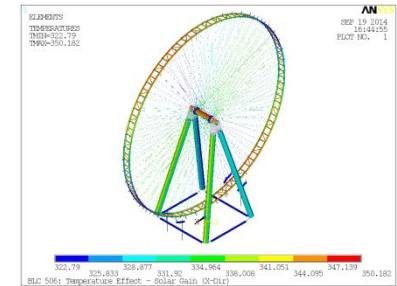 ELEMENTS
TEMPERATURES
TMIN=322.79
TMAX=350.182
ANSYS
SEP 19 2014
16:44:55
PLOT NO. 1
322.79 328.877 334.964 341.051 347.139
325.833 331.92 338.008 344.095 350.182
BLC 506: Temperature Effect - Solar Gain (X-Dir)